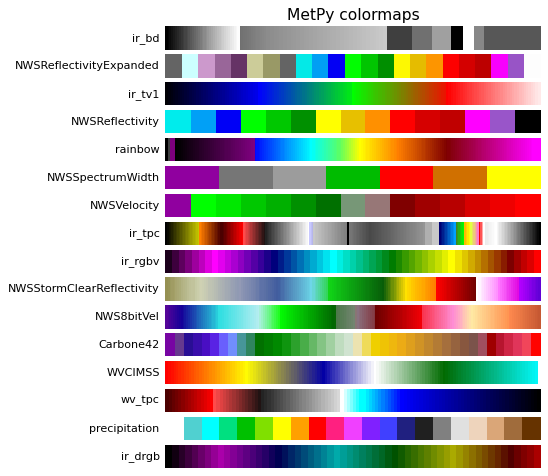 MetPy colormaps
ir_bd
NWSReflectivityExpanded
ir_tv1
NWSReflectivity
rainbow
NWSSpectrumWidth
NWSVelocity
ir_tpc
ir_rgbv
NWSStormClearReflectivity
NWS8bitVel
Carbone42
WVCIMSS
wv_tpc
precipitation
ir_drgb